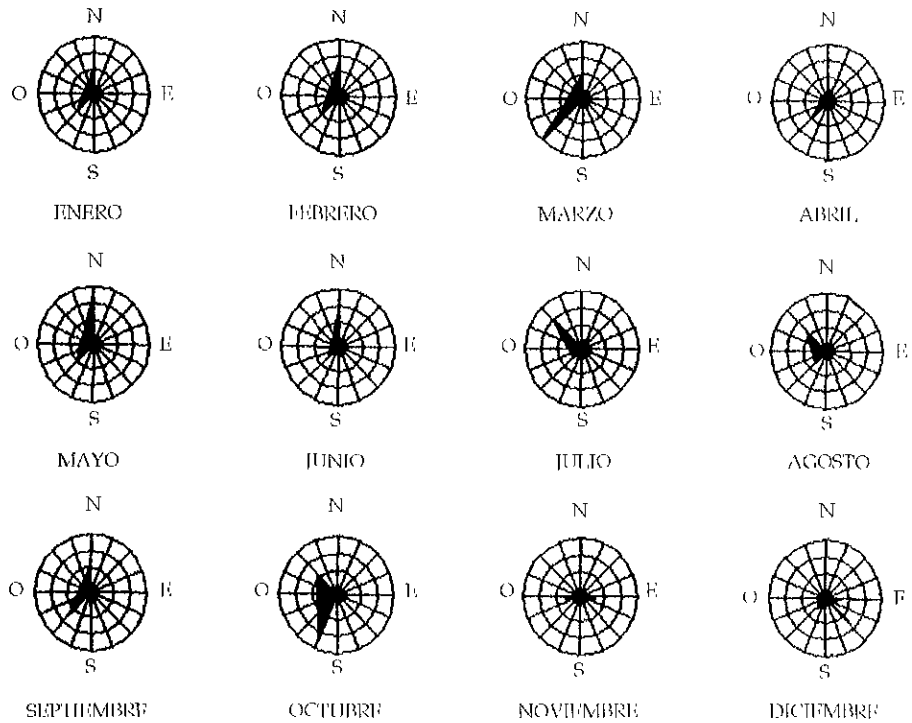 N N N N
O E O E O E O E
S S S S
ENERO FEBRERO MARZO ABRIL
N N N N
O E O E O E O E
S S S S
MAYO JUNIO JULIO AGOSTO
N N N N
O E O E O E O E
S S S S
SEPTIEMBRE OCTUBRE NOVIEMBRE DICIEMBRE